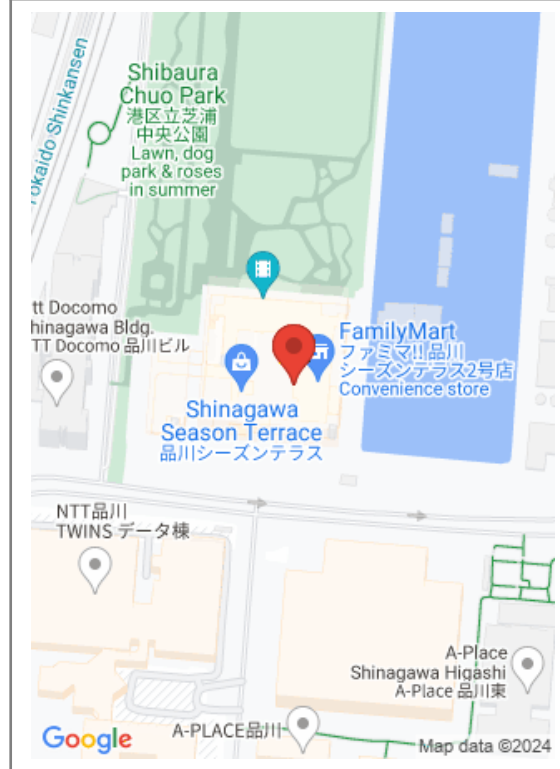 Tokaido Shinkansen
Shibaura
Chuo Park
港区立芝浦
中央公園
Lawn, dog
park & roses
in summer
tt Docomo
hinagawa Bldg.
TT Docomo 品川ビル
FamilyMart
ファミマ!!品川
シーズンテラス2号店
Convenience store
Shinagawa
Season Terrace
品川シーズンテラス
NTT品川
TWINS データ棟
A-Place
Shinagawa Higashi
A-Place 品川東
A-PLACE品川
Google
Map data ©2024